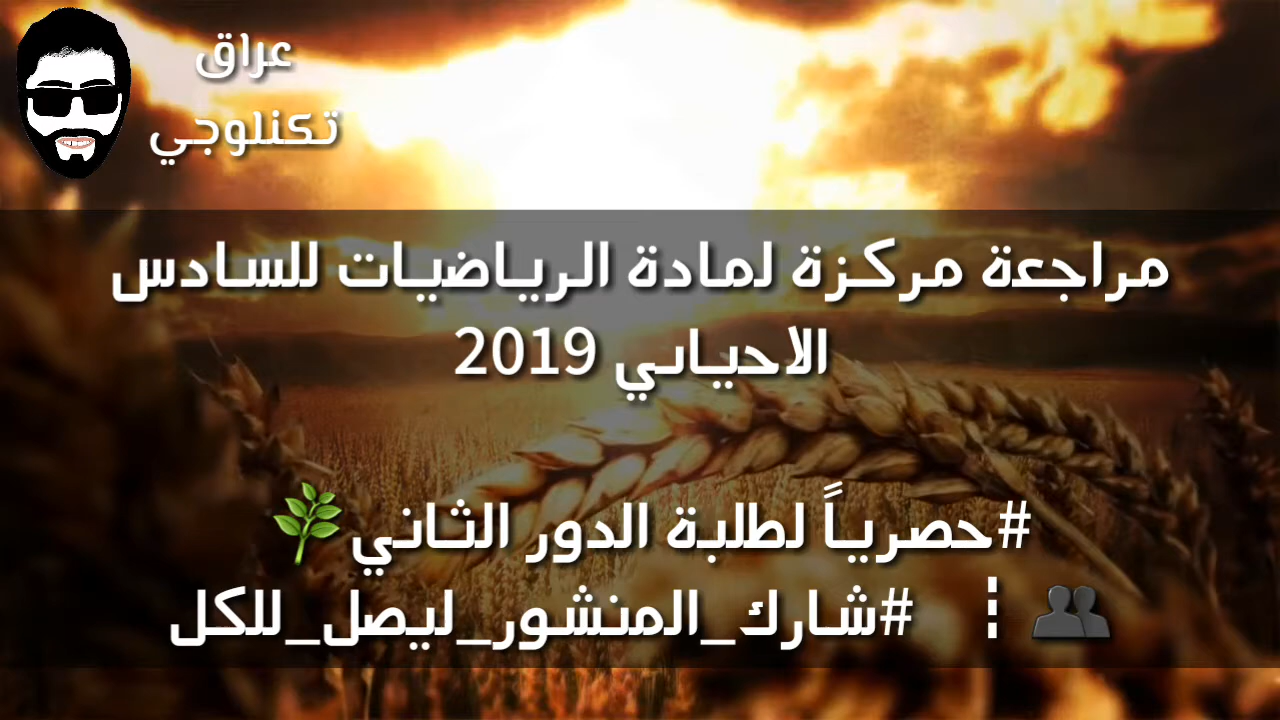 عراق
تكنلوجي
مراجعة مركزة لمادة الرياضيات للسادس
الاحيائي 2019
#حصرياً لطلبة الدور الثاني
#شارك_المنشور_ليصل_للكل